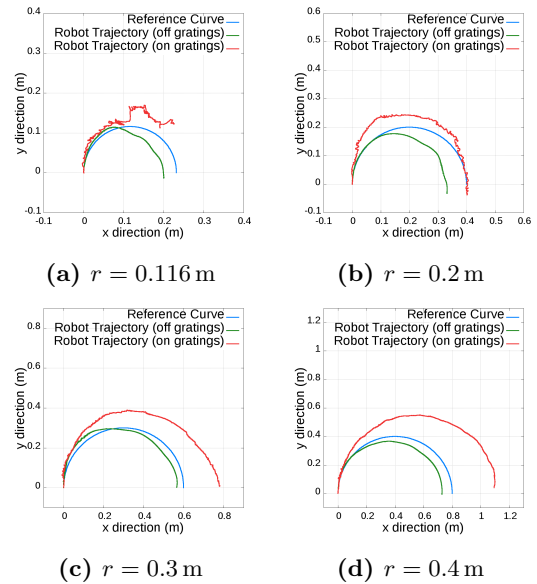 Reference Curve
Robot Trajectory (off gratings)
Robot Trajectory (on gratings)
y direction (m)
0.4
0.3
0.2
0.1
0
-0.1
-0.1 0 0.1 0.2 0.3 0.4
x direction (m)
(a) r = 0.116 m
Reference Curve
Robot Trajectory (off gratings)
Robot Trajectory (on gratings)
y direction (m)
0.6
0.5
0.4
0.3
0.2
0.1
0
-0.1
-0.1 0 0.1 0.2 0.3 0.4 0.5 0.6
x direction (m)
(b) r = 0.2 m
Reference Curve
Robot Trajectory (off gratings)
Robot Trajectory (on gratings)
y direction (m)
0.8
0.6
0.4
0.2
0
0 0.2 0.4 0.6 0.8
x direction (m)
(c) r = 0.3 m
Reference Curve
Robot Trajectory (off gratings)
Robot Trajectory (on gratings)
y direction (m)
1.2
1
0.8
0.6
0.4
0.2
0
0 0.2 0.4 0.6 0.8 1 1.2
x direction (m)
(d) r = 0.4 m